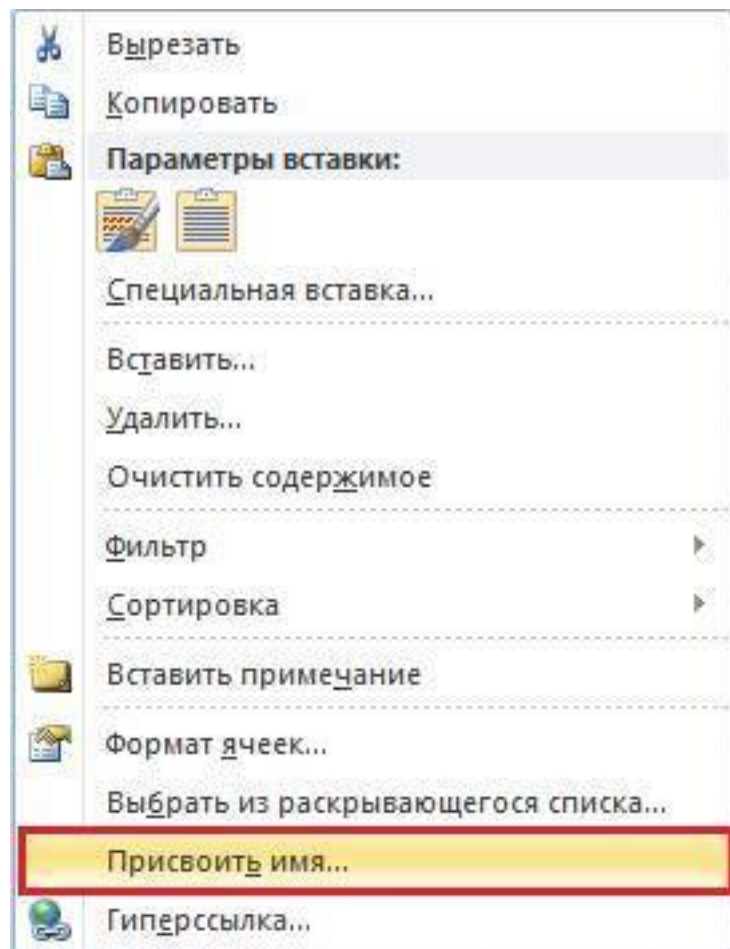 Вырезать
Копировать
Параметры вставки:
Специальная вставка...
Вставить...
Удалить...
Очистить содержимое
Фильтр
Сортировка
Вставить примечание
Формат ячеек...
Выбрать из раскрывающегося списка...
Присвоить имя...
Гиперссылка...